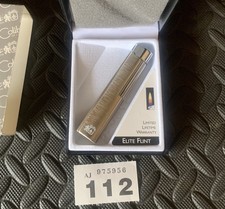 Limited
Lifetime
Warranty
Elite Flint
AJ 975956
112